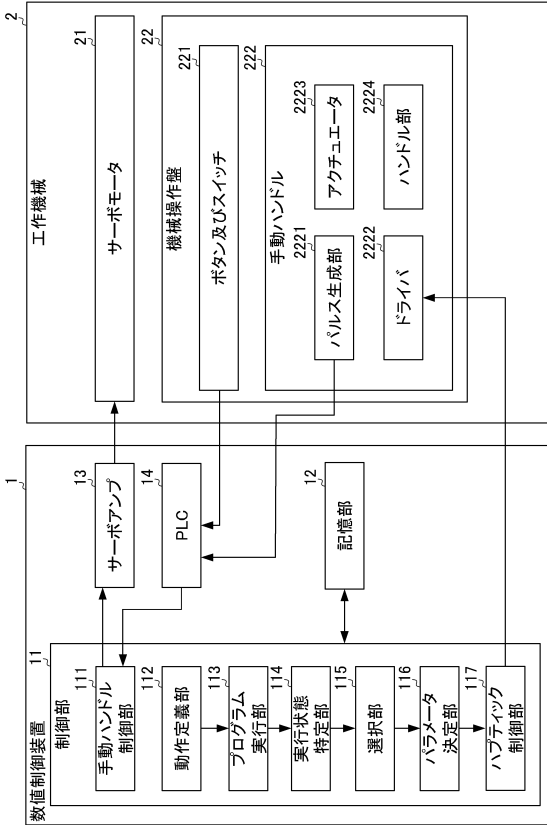 数値制御装置
1
制御部
11
手動ハンドル
制御部
111
動作定義部
112
プログラム
実行部
113
実行状態
特定部
114
選択部
115
パラメータ
決定部
116
ハプティック
制御部
117
サーボアンプ
13
PLC
14
記憶部
12
工作機械
2
サーボモータ
21
機械操作盤
22
ボタン及びスイッチ
221
手動ハンドル
222
パルス生成部
2221
アクチュエータ
2223
ドライバ
2222
ハンドル部
2224